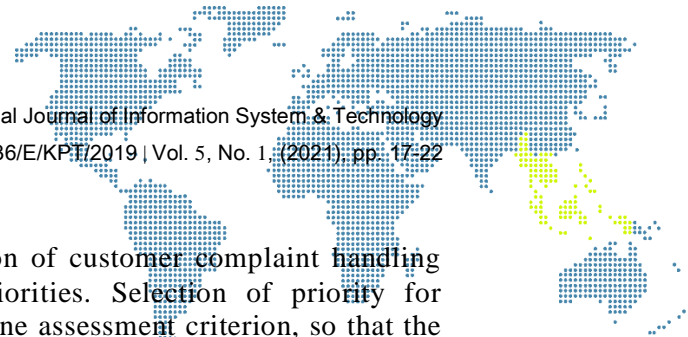 al Journal of Information System & Technology
36/E/KPT/2019 | Vol. 5, No. 1, (2021), pp. 17-22
on of customer complaint handling
iorities. Selection of priority for
ne assessment criterion, so that the